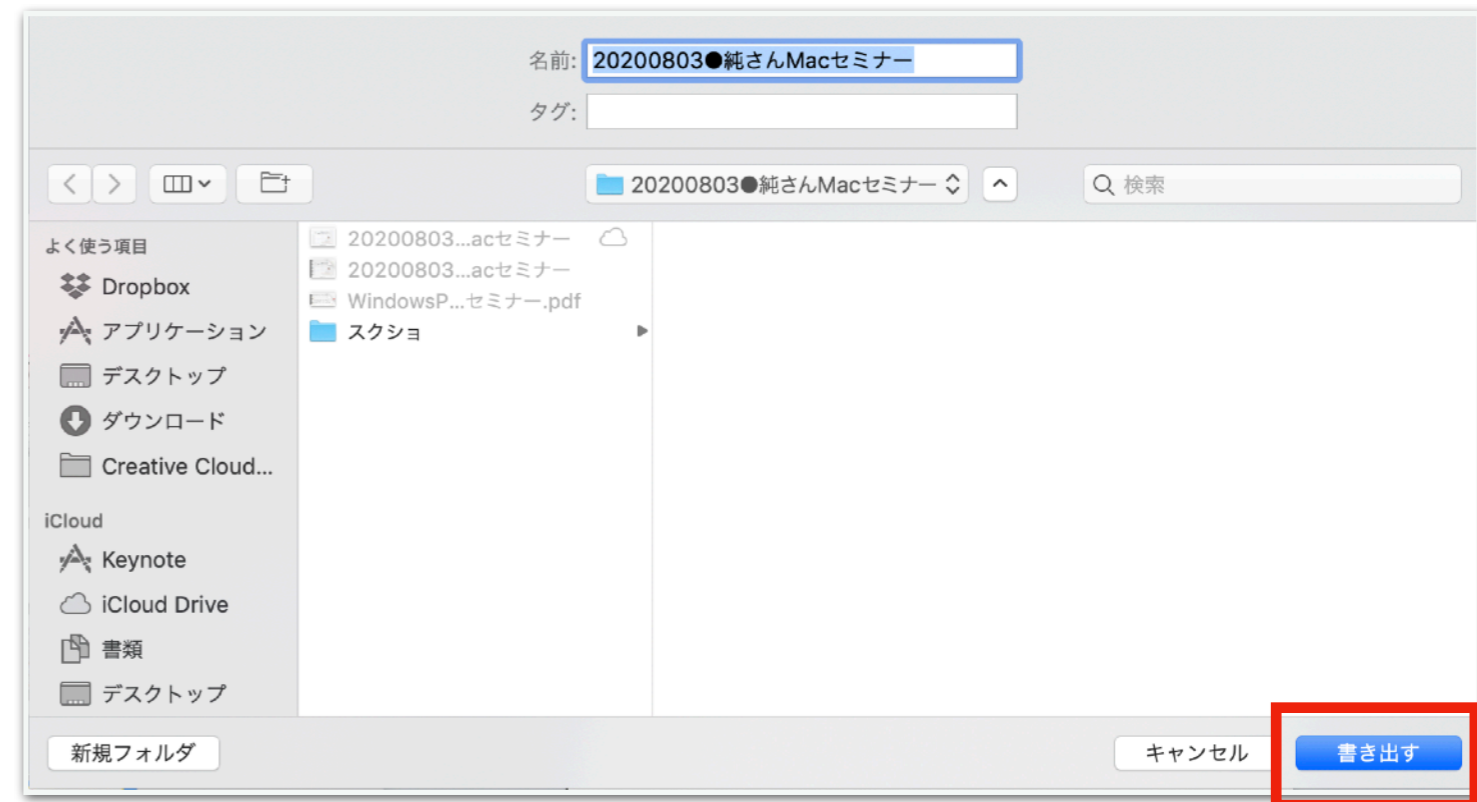 名前: 20200803●純さんMacセミナー
タグ:
20200803●純さんMacセミナー
検索
よく使う項目
Dropbox
アプリケーション
デスクトップ
ダウンロード
Creative Cloud...
iCloud
Keynote
iCloud Drive
書類
デスクトップ
20200803...acセミナー
20200803...acセミナー
WindowsP...セミナー.pdf
スクショ
新規フォルダ
キャンセル
書き出す